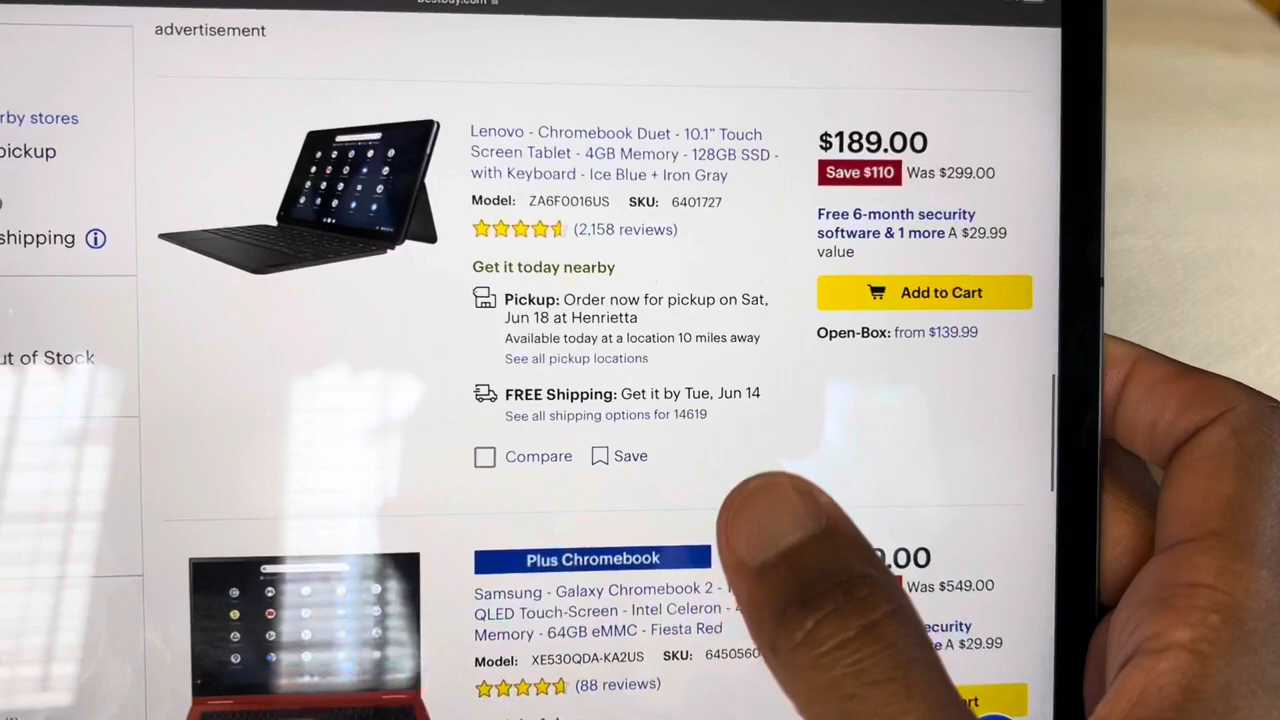 bestbuy.com
advertisement
rby stores
pickup
shipping
ut of Stock
Lenovo - Chromebook Duet - 10.1" Touch
Screen Tablet - 4GB Memory - 128GB SSD -
with Keyboard - Ice Blue + Iron Gray
Model: ZA6F0016US SKU: 6401727
(2,158 reviews)
Get it today nearby
Pickup: Order now for pickup on Sat,
Jun 18 at Henrietta
Available today at a location 10 miles away
See all pickup locations
FREE Shipping: Get it by Tue, Jun 14
See all shipping options for 14619
Compare Save
$189.00
Save $110 Was $299.00
Free 6-month security
software & 1 more A $29.99
value
Add to Cart
Open-Box: from $139.99
Plus Chromebook
Samsung - Galaxy Chromebook 2 -
QLED Touch-Screen - Intel Celeron - 4
Memory - 64GB eMMC - Fiesta Red
Model: XE530QDA-KA2US SKU: 6450560
(88 reviews)
.00
Was $549.00
ecurity
e A $29.99
rt